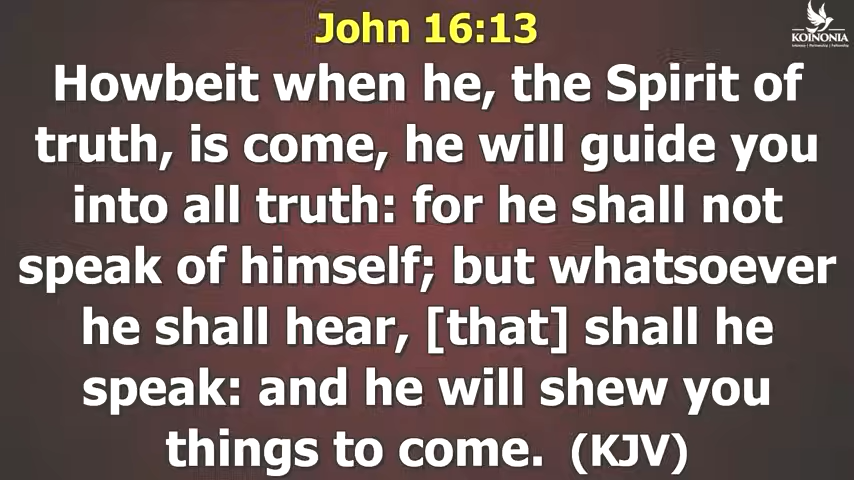 John 16:13
KOINONIA
Howbeit when he, the Spirit of
truth, is come, he will guide you
into all truth: for he shall not
speak of himself; but whatsoever
he shall hear, [that] shall he
speak: and he will shew you
things to come. (KJV)